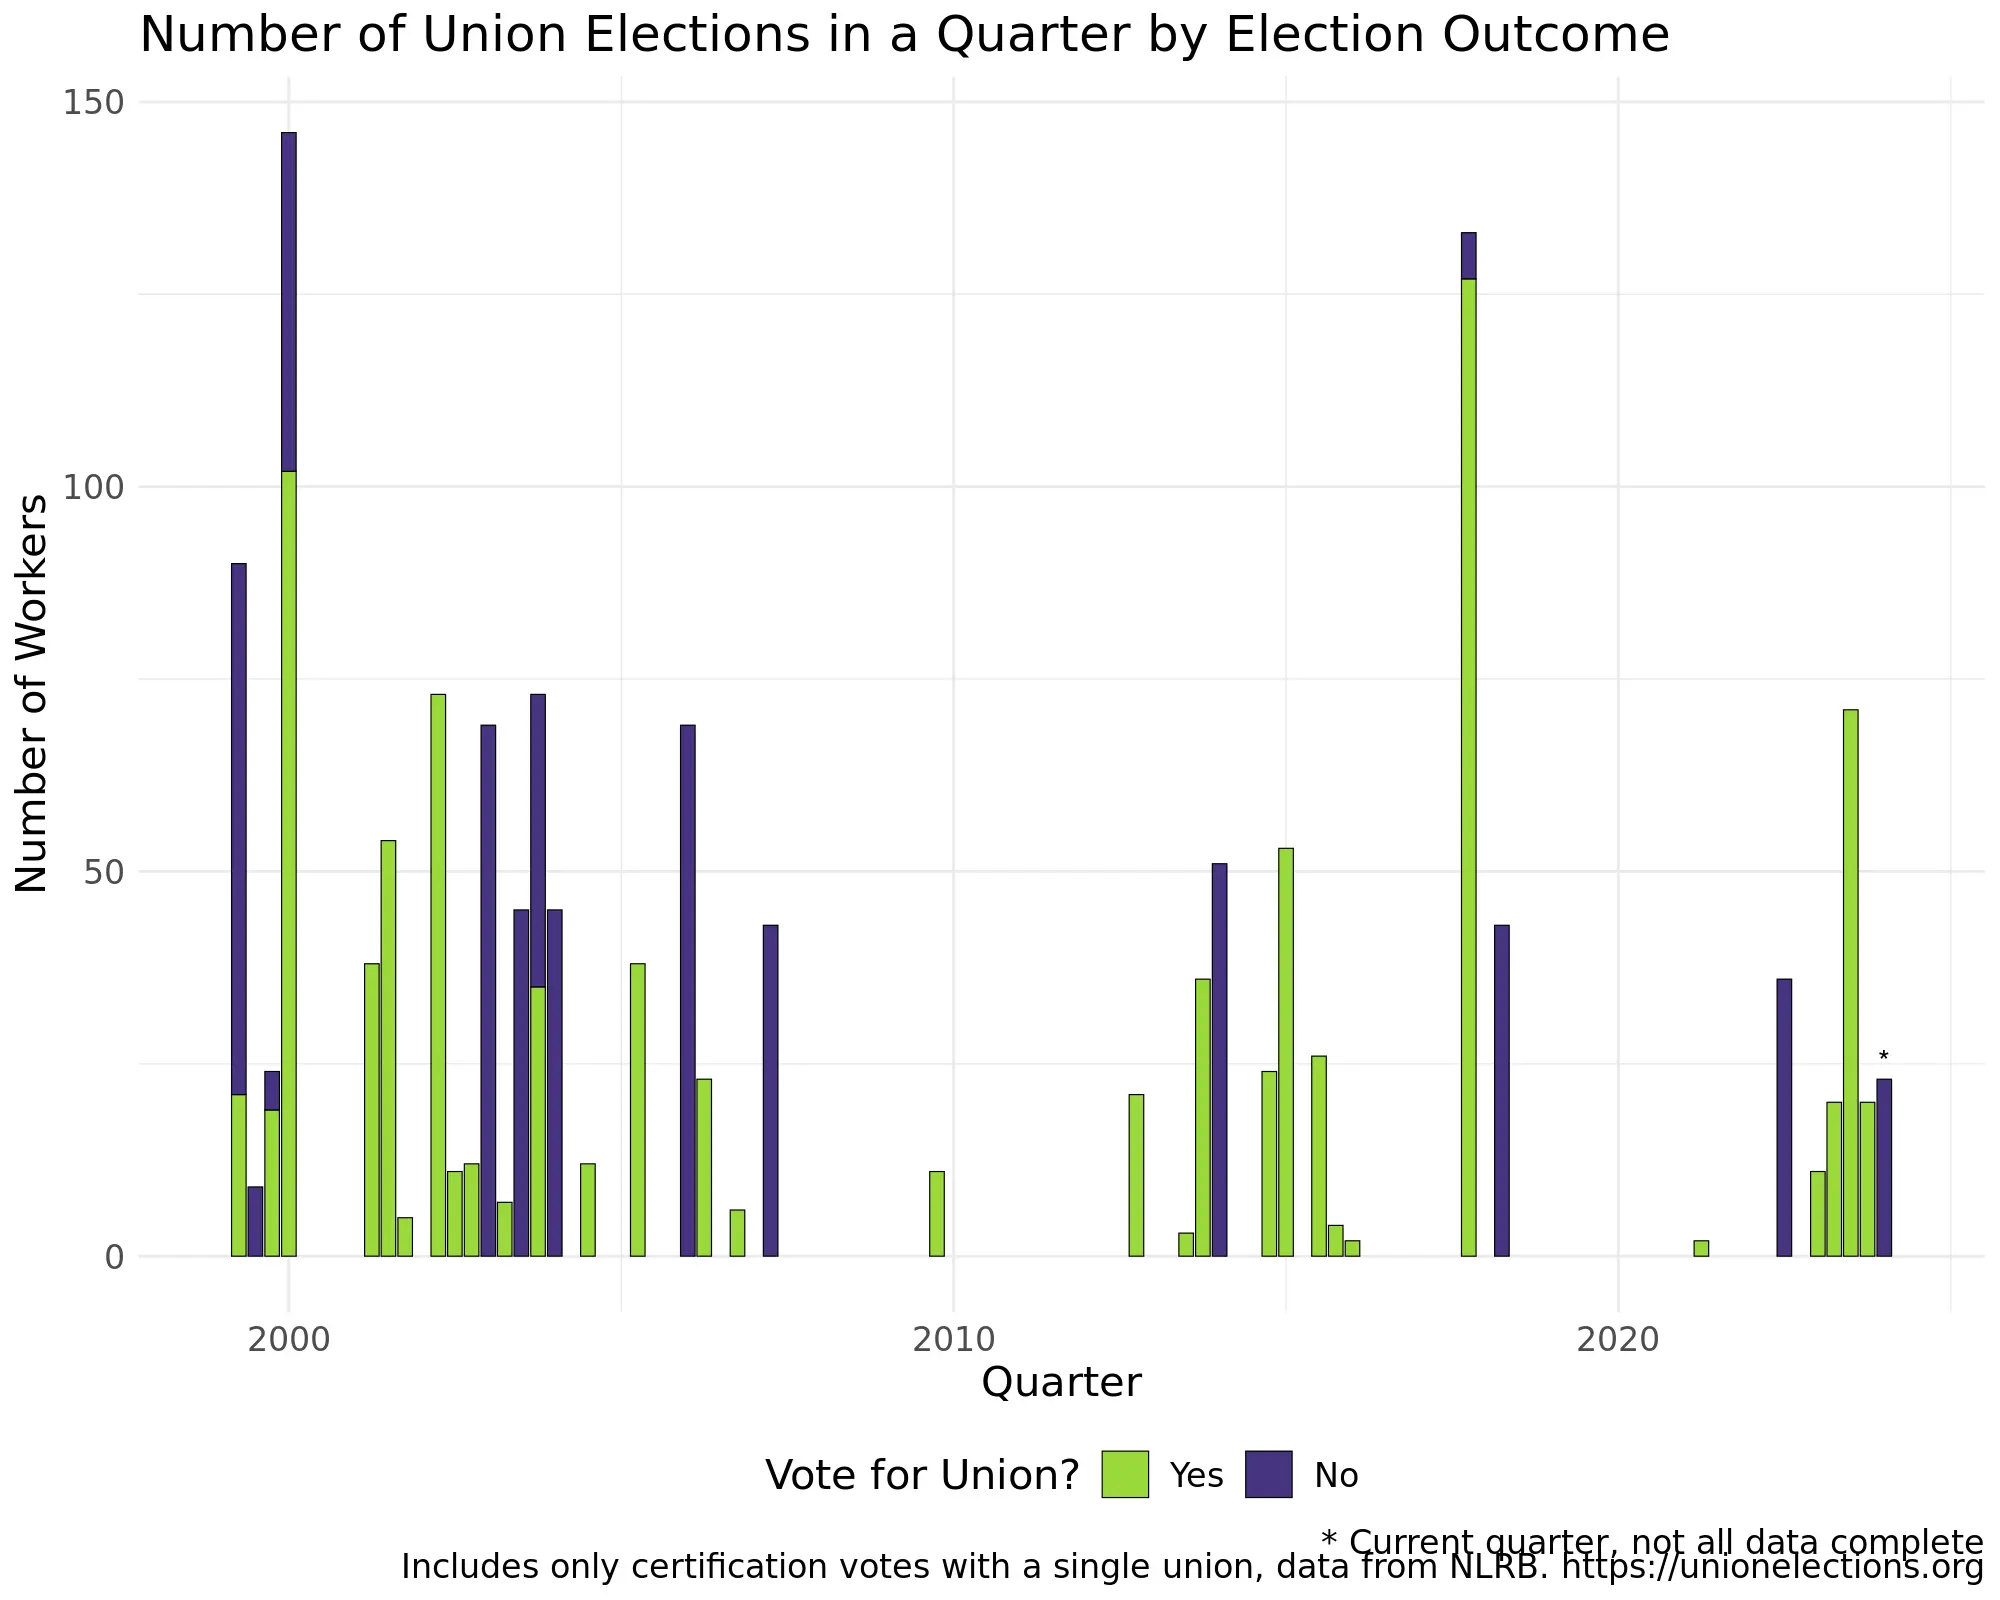 Number of Union Elections in a Quarter by Election Outcome
150
100
50
0
Number of Workers
*
2000
2010
2020
Quarter
Vote for Union? Yes No
* Current quarter, not all data complete
Includes only certification votes with a single union, data from NLRB. https://unionelections.org